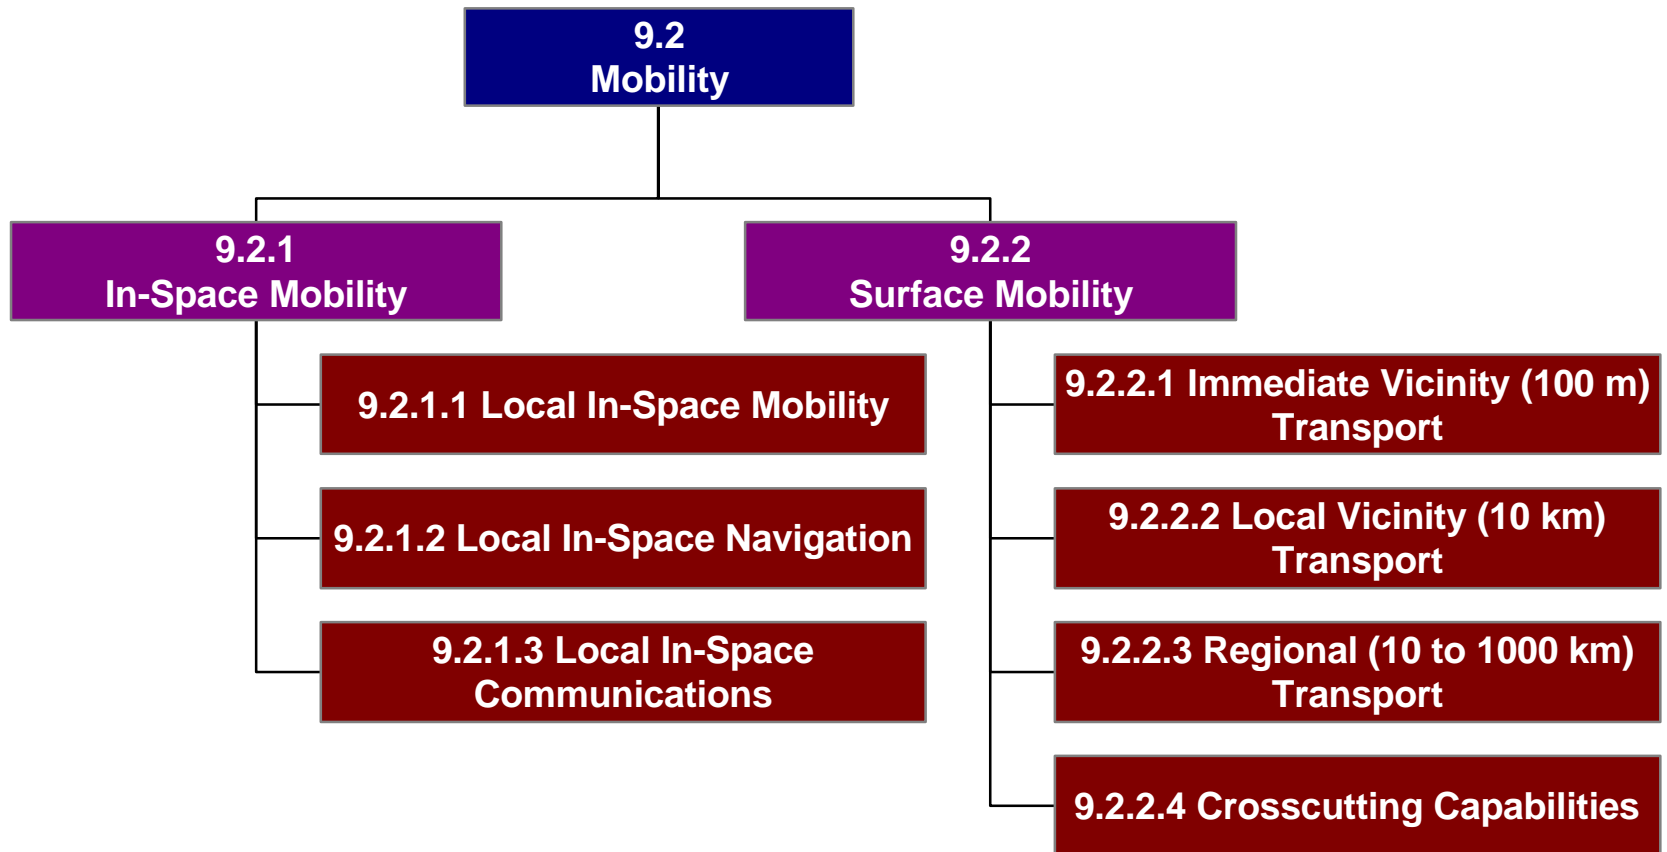 9.2
Mobility
9.2.1
In-Space Mobility
9.2.1.1 Local In-Space Mobility
9.2.1.2 Local In-Space Navigation
9.2.1.3 Local In-Space
Communications
9.2.2
Surface Mobility
9.2.2.1 Immediate Vicinity (100 m)
Transport
9.2.2.2 Local Vicinity (10 km)
Transport
9.2.2.3 Regional (10 to 1000 km)
Transport
9.2.2.4 Crosscutting Capabilities